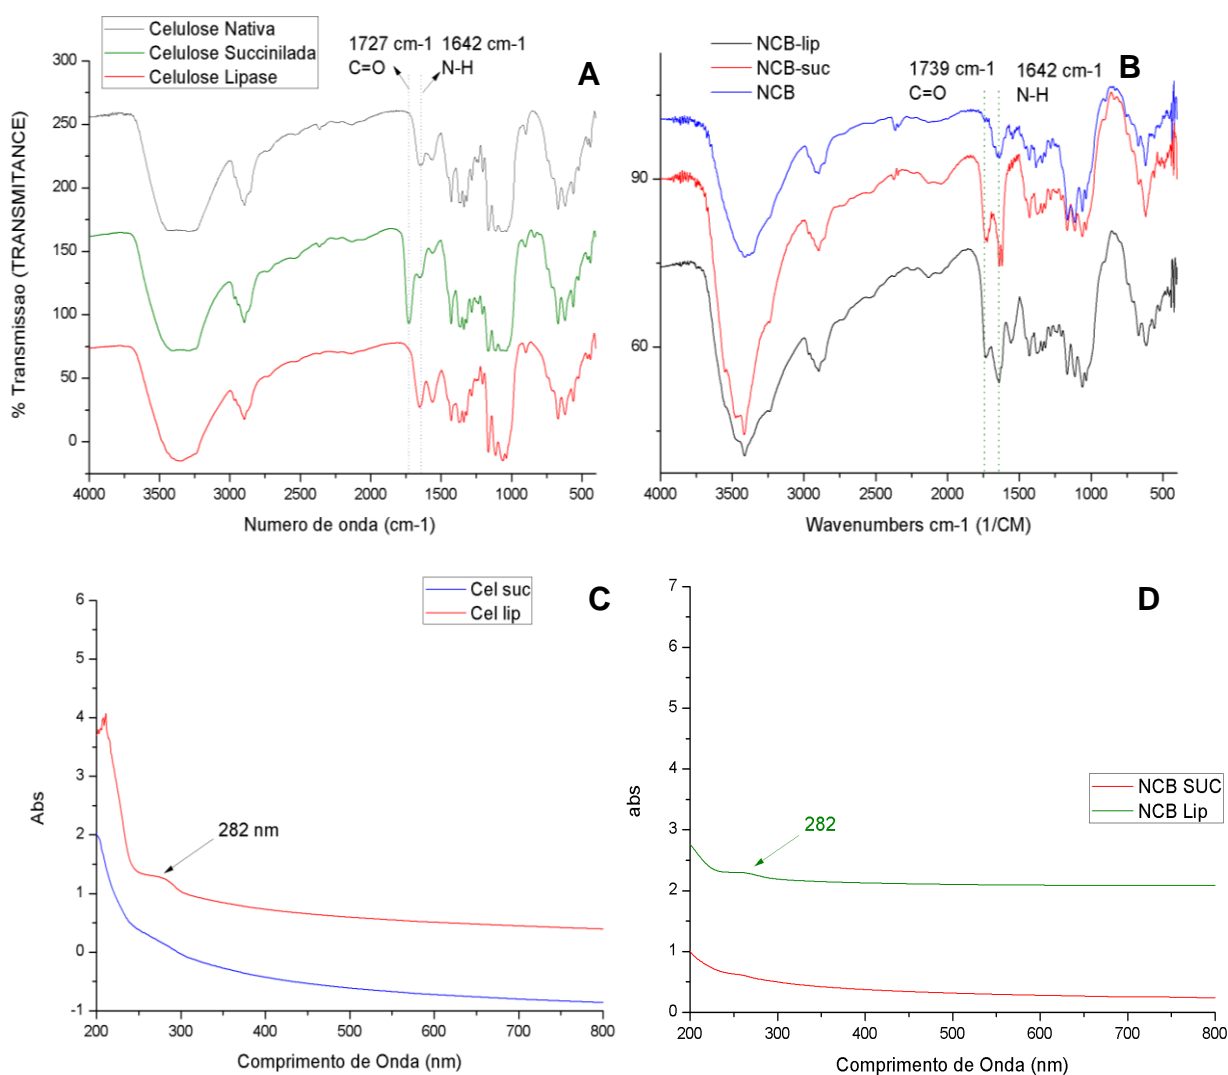 Celulose Nativa
Celulose Succinilada
Celulose Lipase
1727 cm-1
C=O
1642 cm-1
N-H
A
% Transmissao (TRANSMITANCE)
300
250
200
150
100
50
0
4000 3500 3000 2500 2000 1500 1000 500
Numero de onda (cm-1)
NCB-lip
NCB-suc
NCB
1739 cm-1
C=O
1642 cm-1
N-H
B
90
60
4000 3500 3000 2500 2000 1500 1000 500
Wavenumbers cm-1 (1/CM)
Cel suc
Cel lip
C
Abs
6
5
4
3
2
1
0
-1
282 nm
200 300 400 500 600 700 800
Comprimento de Onda (nm)
D
abs
7
6
5
4
3
2
1
0
282
NCB SUC
NCB Lip
200 300 400 500 600 700 800
Comprimento de Onda (nm)